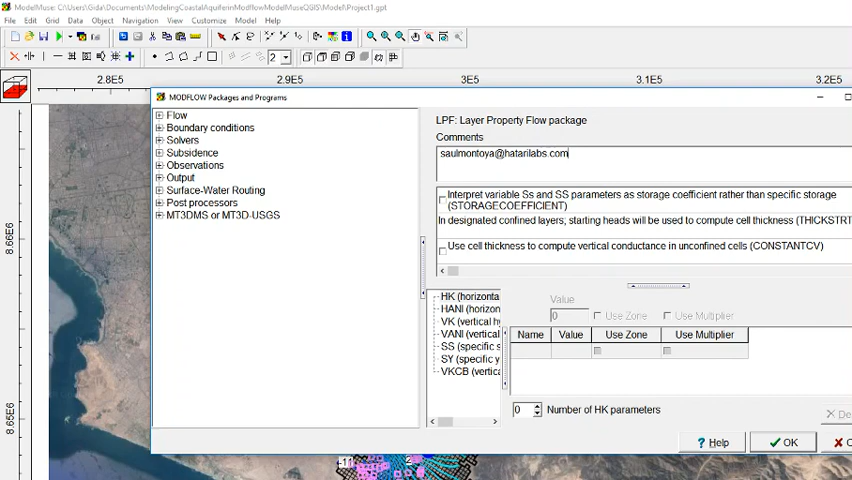 ModelMuse: C:\Users\Gida\Documents\ModelingCoastalAquiferinModflowModelMuseQGIS\Model\Project1.gpt
File Edit Grid Data Object Navigation View Customize Model Help
2
2.8E5 2.9E5 3E5 3.1E5 3.2E5
8.66E6
8.65E6
MODFLOW Packages and Programs
Flow
Boundary conditions
Solvers
Subsidence
Observations
Output
Surface-Water Routing
Post processors
MT3DMS or MT3D-USGS
LPF: Layer Property Flow package
Comments
saulmontoya@hatarilabs.com
Interpret variable Ss and SS parameters as storage coefficient rather than specific storage
(STORAGECOEFFICIENT)
In designated confined layers; starting heads will be used to compute cell thickness (THICKSTRT
Use cell thickness to compute vertical conductance in unconfined cells (CONSTANTCV)
HK (horizonta
HANI (horizon
VK (vertical hy
VANI (vertical
SS (specific s
SY (specific y
VKCB (vertica
Value
0 Use Zone Use Multiplier
Name Value Use Zone Use Multiplier
0 Number of HK parameters
De
? Help OK